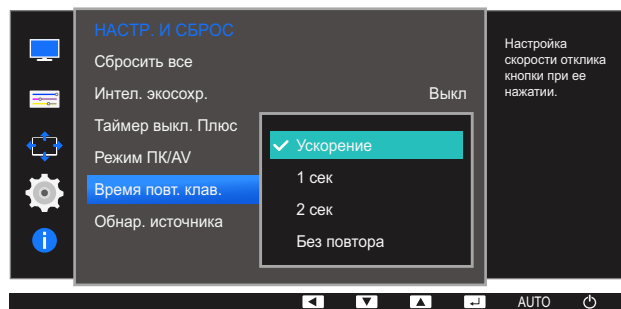 НАСТР. И СБРОС
Сбросить все
Интел. экосохр. Выкл
Таймер выкл. Плюс
Режим ПК/AV
Время повт. клав.
Обнар. источника
Ускорение
1 сек
2 сек
Без повтора
Настройка
скорости отклика
кнопки при ее
нажатии.
AUTO